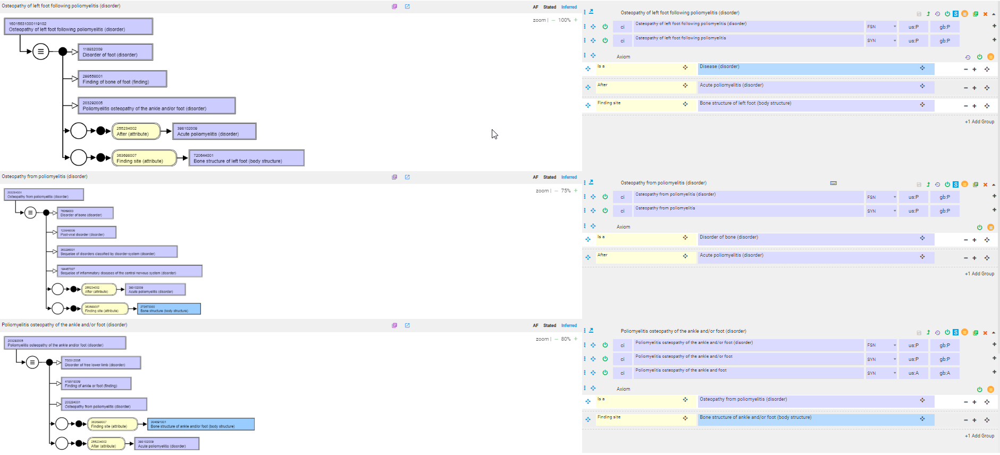 Osteopathy of left foot following poliomyelitis (disorder)
AF Stated Inferred
zoom | − 100% +
16015631000119102
Osteopathy of left foot following poliomyelitis (disorder)
118932009
Disorder of foot (disorder)
299558001
Finding of bone of foot (finding)
203292005
Poliomyelitis osteopathy of the ankle and/or foot (disorder)
255234002
After (attribute)
398102009
Acute poliomyelitis (disorder)
363698007
Finding site (attribute)
720644001
Bone structure of left foot (body structure)
Osteopathy of left foot following poliomyelitis (disorder)
S
ci Osteopathy of left foot following poliomyelitis (disorder) FSN us:P gb:P +
ci Osteopathy of left foot following poliomyelitis SYN us:P gb:P +
Axiom
Is a Disease (disorder) − +
After Acute poliomyelitis (disorder) − +
Finding site Bone structure of left foot (body structure) − +
+1 Add Group
Osteopathy from poliomyelitis (disorder)
AF Stated Inferred
zoom | − 75% +
203284001
Osteopathy from poliomyelitis (disorder)
76069003
Disorder of bone (disorder)
123948009
Post-viral disorder (disorder)
363296001
Sequelae of disorders classified by disorder-system (disorder)
194457007
Sequelae of inflammatory diseases of the central nervous system (disorder)
255234002
After (attribute)
398102009
Acute poliomyelitis (disorder)
363698007
Finding site (attribute)
272673000
Bone structure (body structure)
Osteopathy from poliomyelitis (disorder)
S
ci Osteopathy from poliomyelitis (disorder) FSN us:P gb:P +
ci Osteopathy from poliomyelitis SYN us:P gb:P +
Axiom
Is a Disorder of bone (disorder) − +
After Acute poliomyelitis (disorder) − +
+1 Add Group
Poliomyelitis osteopathy of the ankle and/or foot (disorder)
AF Stated Inferred
zoom | − 80% +
203292005
Poliomyelitis osteopathy of the ankle and/or foot (disorder)
700012005
Disorder of free lower limb (disorder)
419518009
Finding of ankle or foot (finding)
203284001
Osteopathy from poliomyelitis (disorder)
363698007
Finding site (attribute)
304691001
Bone structure of ankle and/or foot (body structure)
255234002
After (attribute)
398102009
Acute poliomyelitis (disorder)
Poliomyelitis osteopathy of the ankle and/or foot (disorder)
S
ci Poliomyelitis osteopathy of the ankle and/or foot (disorder) FSN us:P gb:P +
ci Poliomyelitis osteopathy of the ankle and/or foot SYN us:P gb:P +
ci Poliomyelitis osteopathy of the ankle and foot SYN us:A gb:A +
Axiom
Is a Osteopathy from poliomyelitis (disorder) − +
Finding site Bone structure of ankle and/or foot (body structure) − +
+1 Add Group